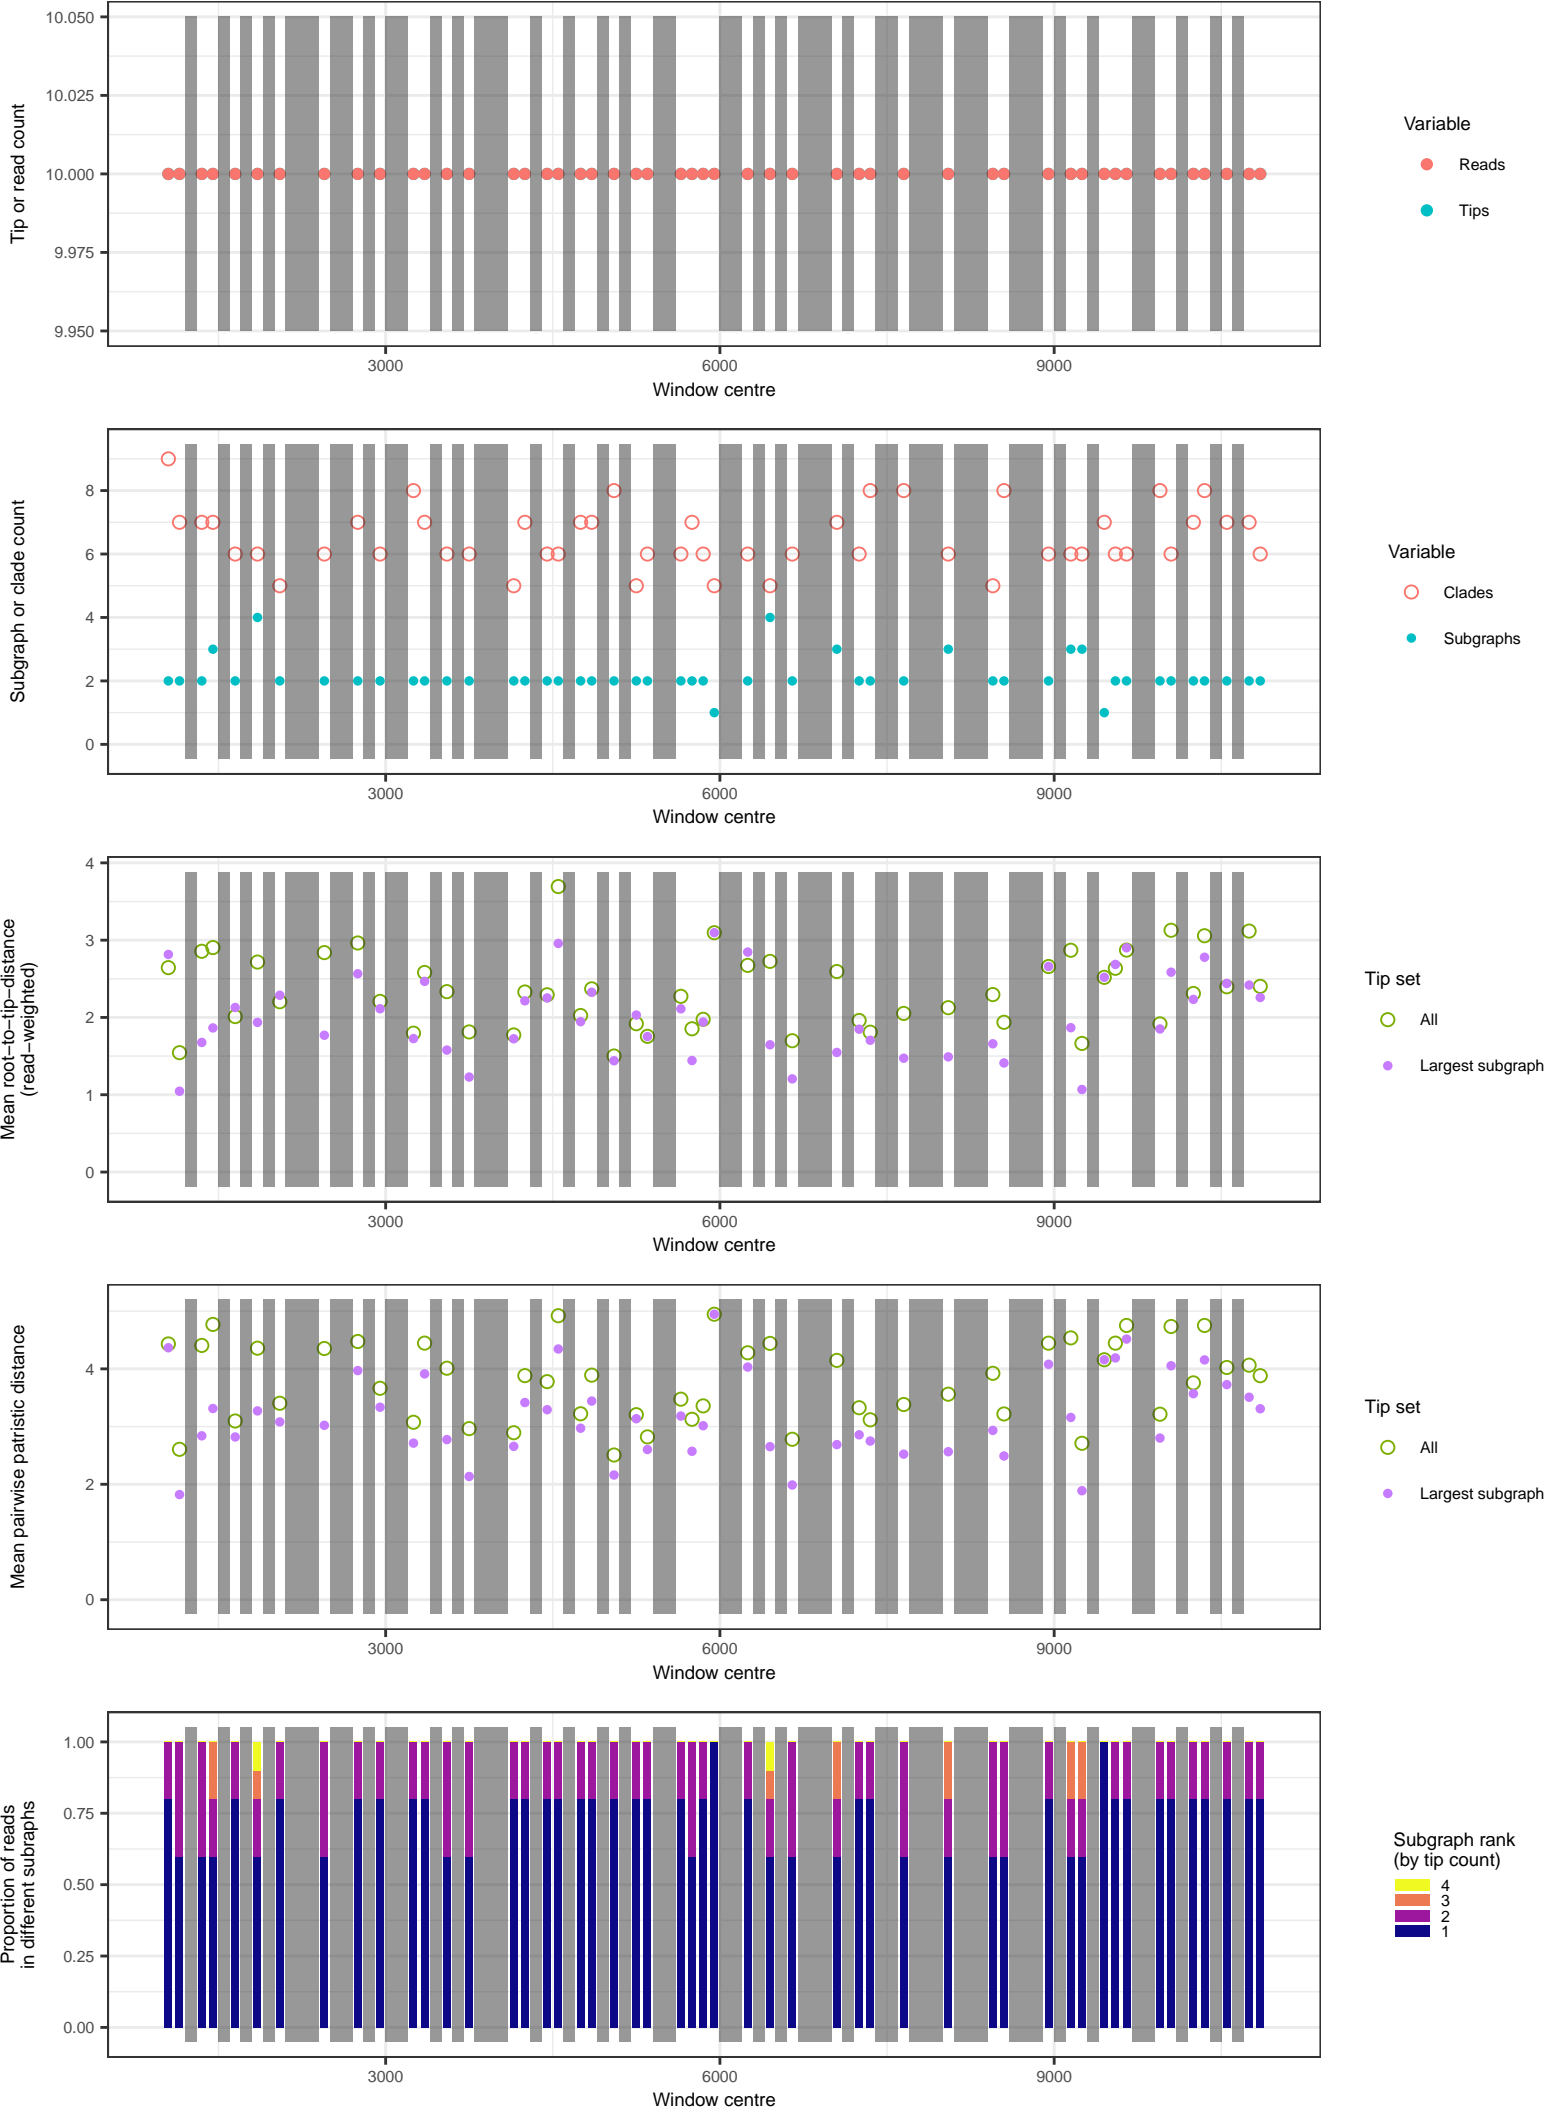 10.050
10.025
10.000
9.975
9.950
Tip or read count
3000
6000
9000
Window centre
Variable
Reads
Tips
8
6
4
2
0
Subgraph or clade count
3000
6000
9000
Window centre
Variable
Clades
Subgraphs
4
3
2
1
0
Mean root−to−tip−distance
(read−weighted)
3000
6000
9000
Window centre
Tip set
All
Largest subgraph
4
2
0
Mean pairwise patristic distance
3000
6000
9000
Window centre
Tip set
All
Largest subgraph
1.00
0.75
0.50
0.25
0.00
Proportion of reads
in different subraphs
3000
6000
9000
Window centre
Subgraph rank
(by tip count)
4
3
2
1